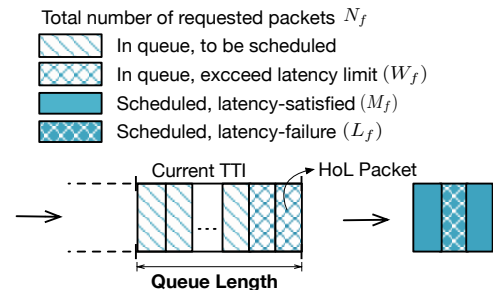 Total number of requested packets N_f
In queue, to be scheduled
In queue, excceed latency limit (W_f)
Scheduled, latency-satisfied (M_f)
Scheduled, latency-failure (L_f)
Current TTI
HoL Packet
...
Queue Length